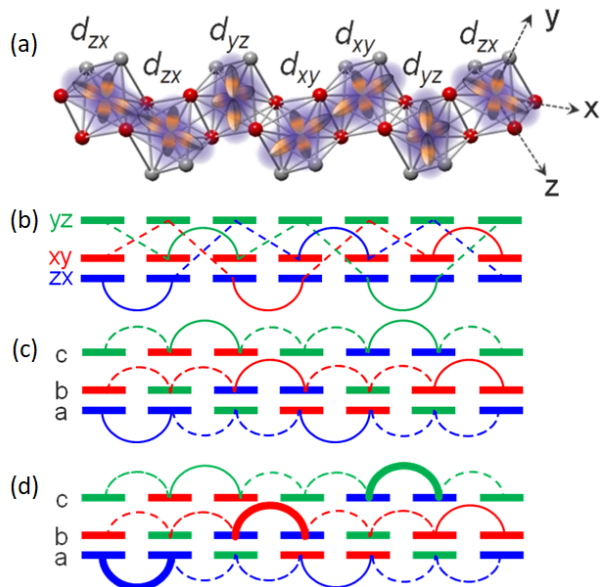 (a)
d_zx d_zx d_yz d_xy d_xy d_yz d_zx
y
x
z
(b)
yz
xy
zx
(c)
c
b
a
(d)
c
b
a